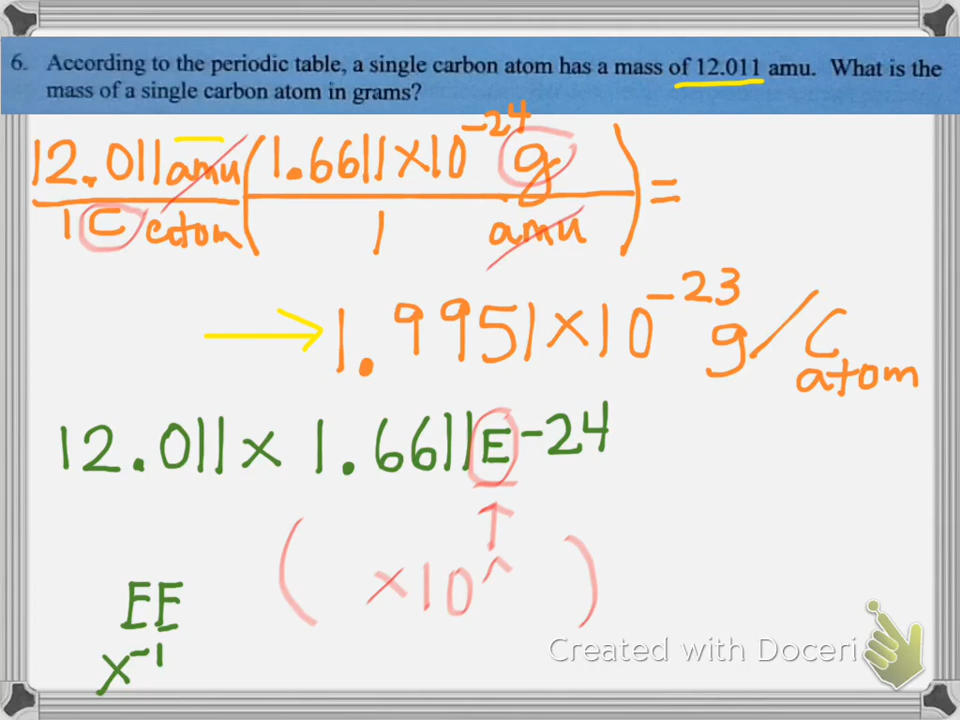 6. According to the periodic table, a single carbon atom has a mass of 12.011 amu. What is the
mass of a single carbon atom in grams?
12.011 amu (1.6611×10⁻²⁴ g) =
1 C atom 1 amu
→ 1.9951×10⁻²³ g/C
atom
12.011 × 1.6611E-24
↑
( ×10^ )
EE
x⁻¹
Created with Doceri